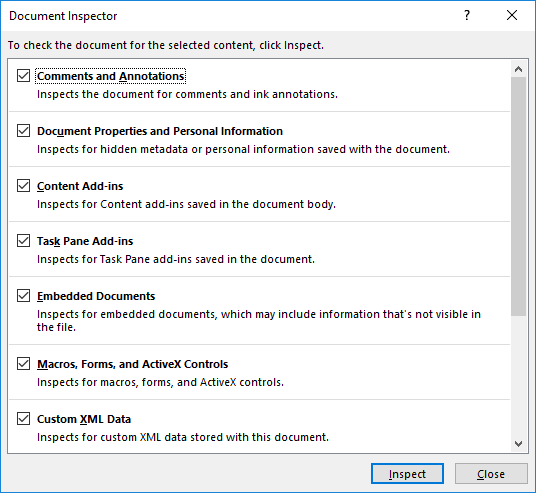 Document Inspector
To check the document for the selected content, click Inspect.
Comments and Annotations
Inspects the document for comments and ink annotations.
Document Properties and Personal Information
Inspects for hidden metadata or personal information saved with the document.
Content Add-ins
Inspects for Content add-ins saved in the document body.
Task Pane Add-ins
Inspects for Task Pane add-ins saved in the document.
Embedded Documents
Inspects for embedded documents, which may include information that's not visible in
the file.
Macros, Forms, and ActiveX Controls
Inspects for macros, forms, and ActiveX controls.
Custom XML Data
Inspects for custom XML data stored with this document.
Inspect Close